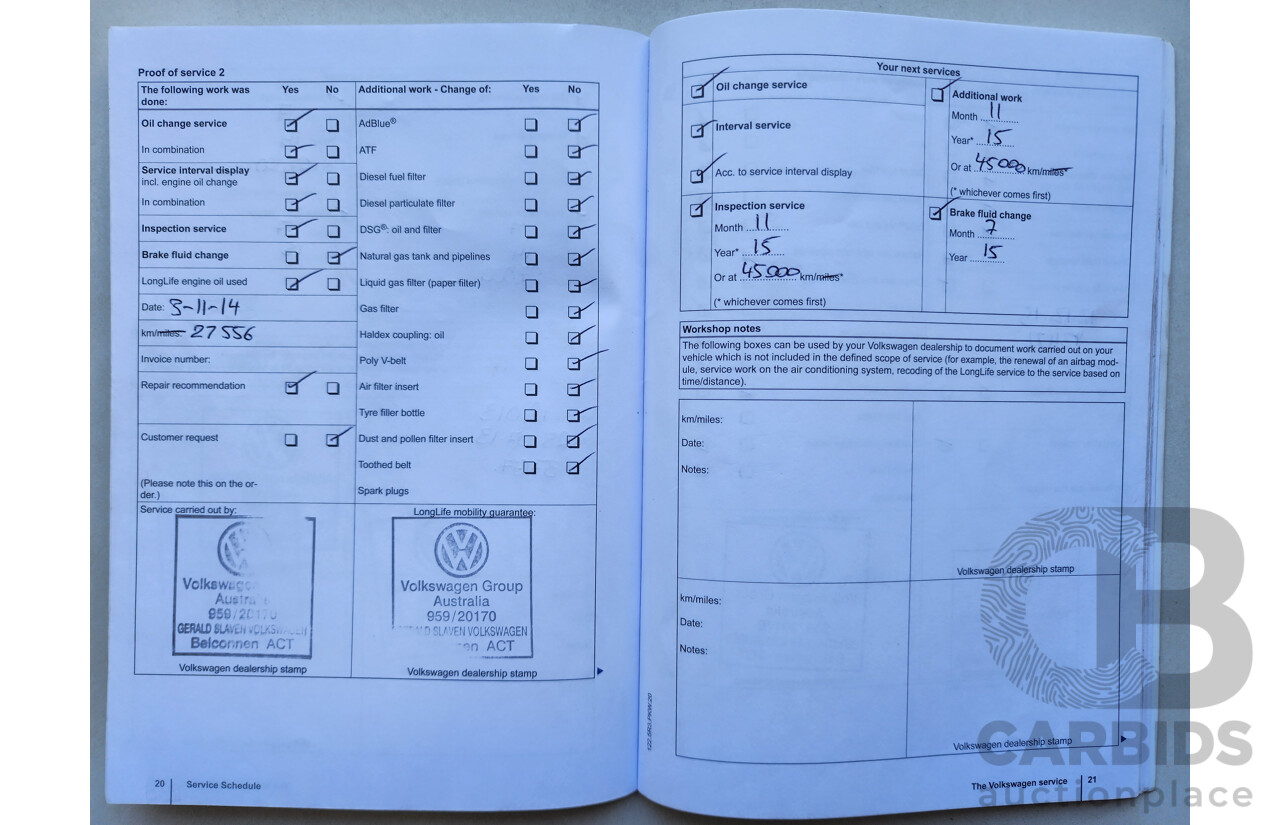 Proof of service 2
The following work was done: Yes No Additional work - Change of: Yes No
Oil change service AdBlue®
In combination ATF
Service interval display
incl. engine oil change Diesel fuel filter
In combination Diesel particulate filter
Inspection service DSG®: oil and filter
Brake fluid change Natural gas tank and pipelines
LongLife engine oil used Liquid gas filter (paper filter)
Date: 3-11-14 Gas filter
km/miles: 27556 Haldex coupling: oil
Invoice number: Poly V-belt
Repair recommendation Air filter insert
Tyre filler bottle
Customer request Dust and pollen filter insert
Toothed belt
(Please note this on the or-
der.) Spark plugs
Service carried out by: LongLife mobility guarantee:
Volkswagen
Australia
959/20170
GERALD SLAVEN VOLKSWAGEN
Belconnen ACT
Volkswagen dealership stamp
Volkswagen Group
Australia
959/20170
SLAVEN VOLKSWAGEN
ACT
Volkswagen dealership stamp
20 Service Schedule
Your next services
Oil change service
Interval service
Acc. to service interval display
Additional work
Month 11
Year* 15
Or at 45000 km/miles*
(* whichever comes first)
Inspection service
Month 11
Year* 15
Or at 45000 km/miles*
(* whichever comes first)
Brake fluid change
Month 7
Year 15
Workshop notes
The following boxes can be used by your Volkswagen dealership to document work carried out on your
vehicle which is not included in the defined scope of service (for example, the renewal of an airbag mod-
ule, service work on the air conditioning system, recoding of the LongLife service to the service based on
time/distance).
km/miles:
Date:
Notes:
Volkswagen dealership stamp
km/miles:
Date:
Notes:
Volkswagen dealership stamp
The Volkswagen service 21
CARBIDS
auctionplace